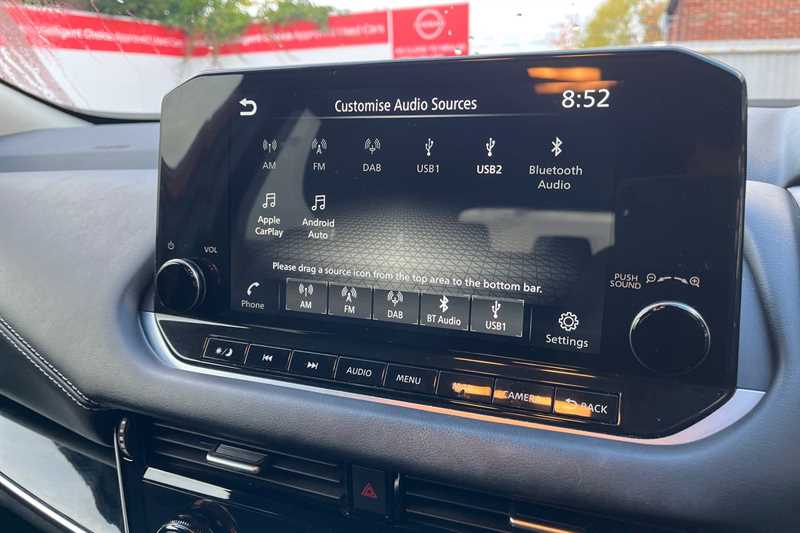 NISSAN
Customise Audio Sources
8:52
AM
FM
DAB
USB1
USB2
Bluetooth
Audio
Apple
CarPlay
Android
Auto
VOL
PUSH
SOUND
Please drag a source icon from the top area to the bottom bar.
Phone
AM
FM
DAB
BT Audio
USB1
Settings
AUDIO
MENU
CAMERA
BACK